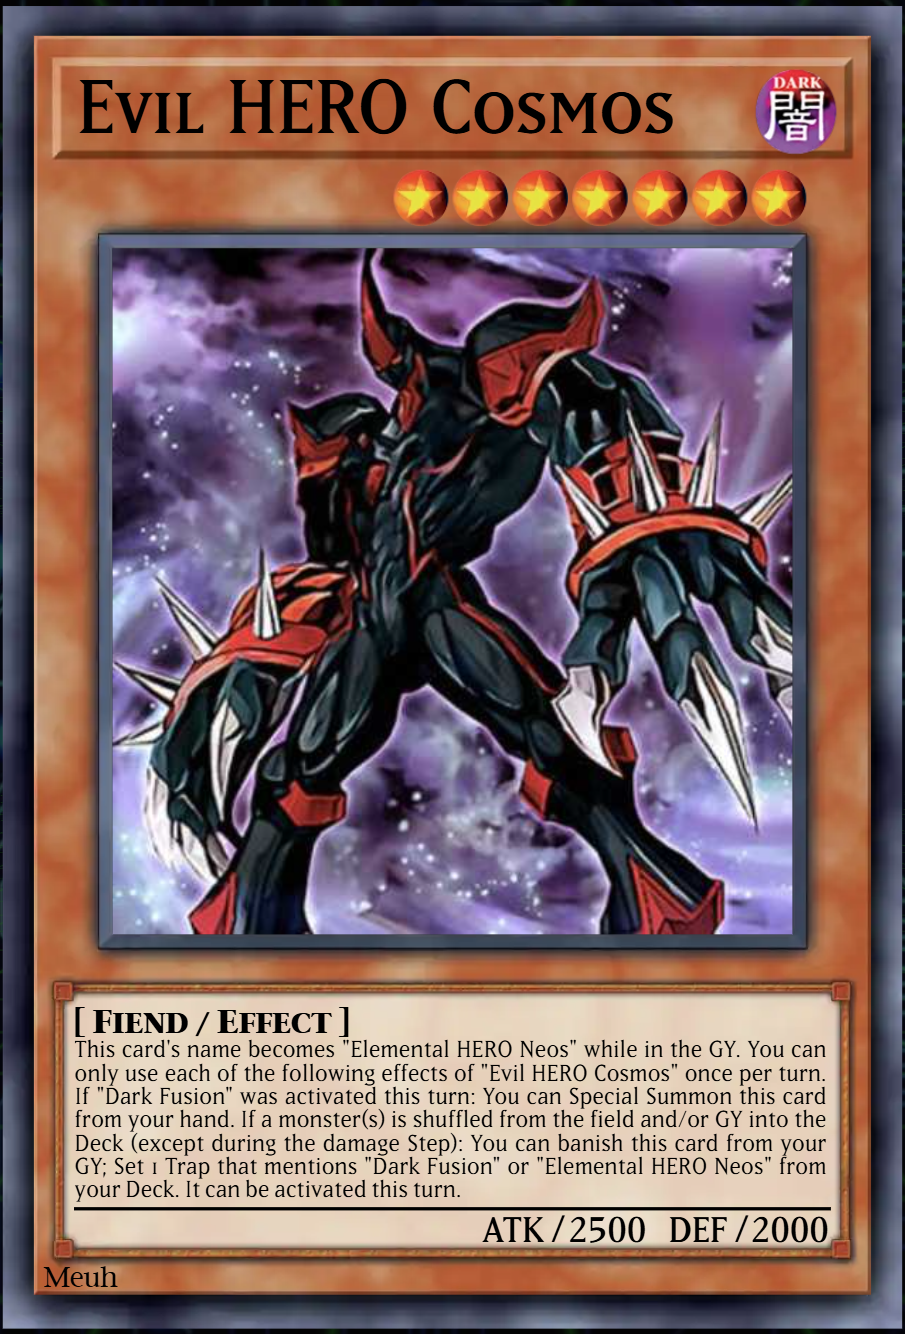 Evil HERO Cosmos
DARK
闇
[ Fiend / Effect ]
This card's name becomes "Elemental HERO Neos" while in the GY. You can
only use each of the following effects of "Evil HERO Cosmos" once per turn.
If "Dark Fusion" was activated this turn: You can Special Summon this card
from your hand. If a monster(s) is shuffled from the field and/or GY into the
Deck (except during the damage Step): You can banish this card from your
GY; Set 1 Trap that mentions "Dark Fusion" or "Elemental HERO Neos" from
your Deck. It can be activated this turn.
ATK / 2500 DEF / 2000
Meuh